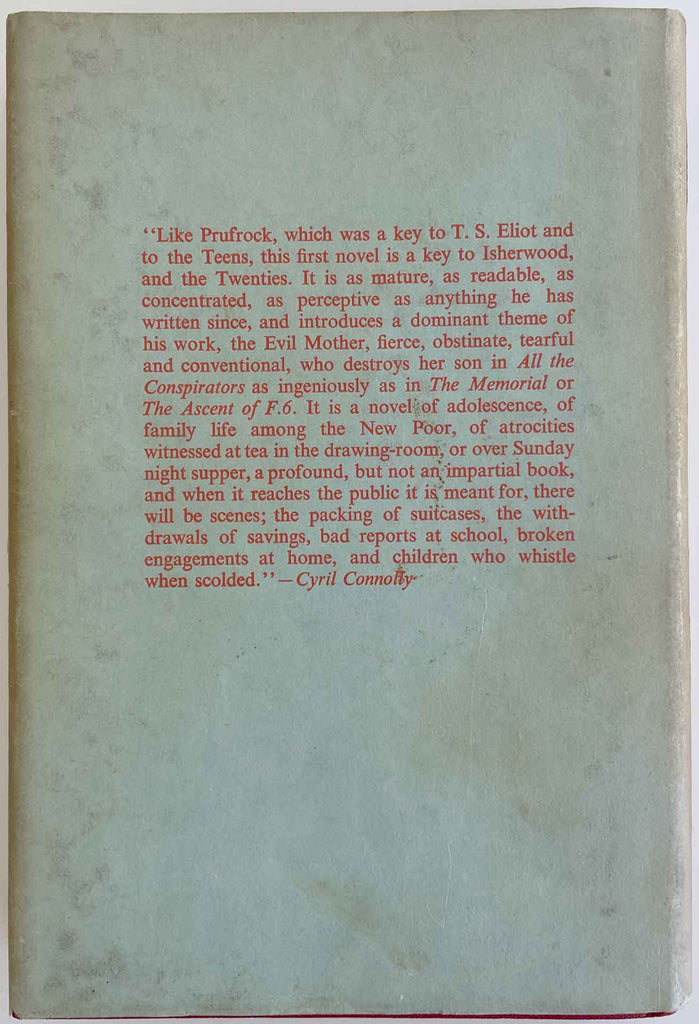 “Like Prufrock, which was a key to T. S. Eliot and
to the Teens, this first novel is a key to Isherwood,
and the Twenties. It is as mature, as readable, as
concentrated, as perceptive as anything he has
written since, and introduces a dominant theme of
his work, the Evil Mother, fierce, obstinate, tearful
and conventional, who destroys her son in All the
Conspirators as ingeniously as in The Memorial or
The Ascent of F.6. It is a novel of adolescence, of
family life among the New Poor, of atrocities
witnessed at tea in the drawing-room, or over Sunday
night supper, a profound, but not an impartial book,
and when it reaches the public it is meant for, there
will be scenes; the packing of suitcases, the with-
drawals of savings, bad reports at school, broken
engagements at home, and children who whistle
when scolded.”—Cyril Connolly